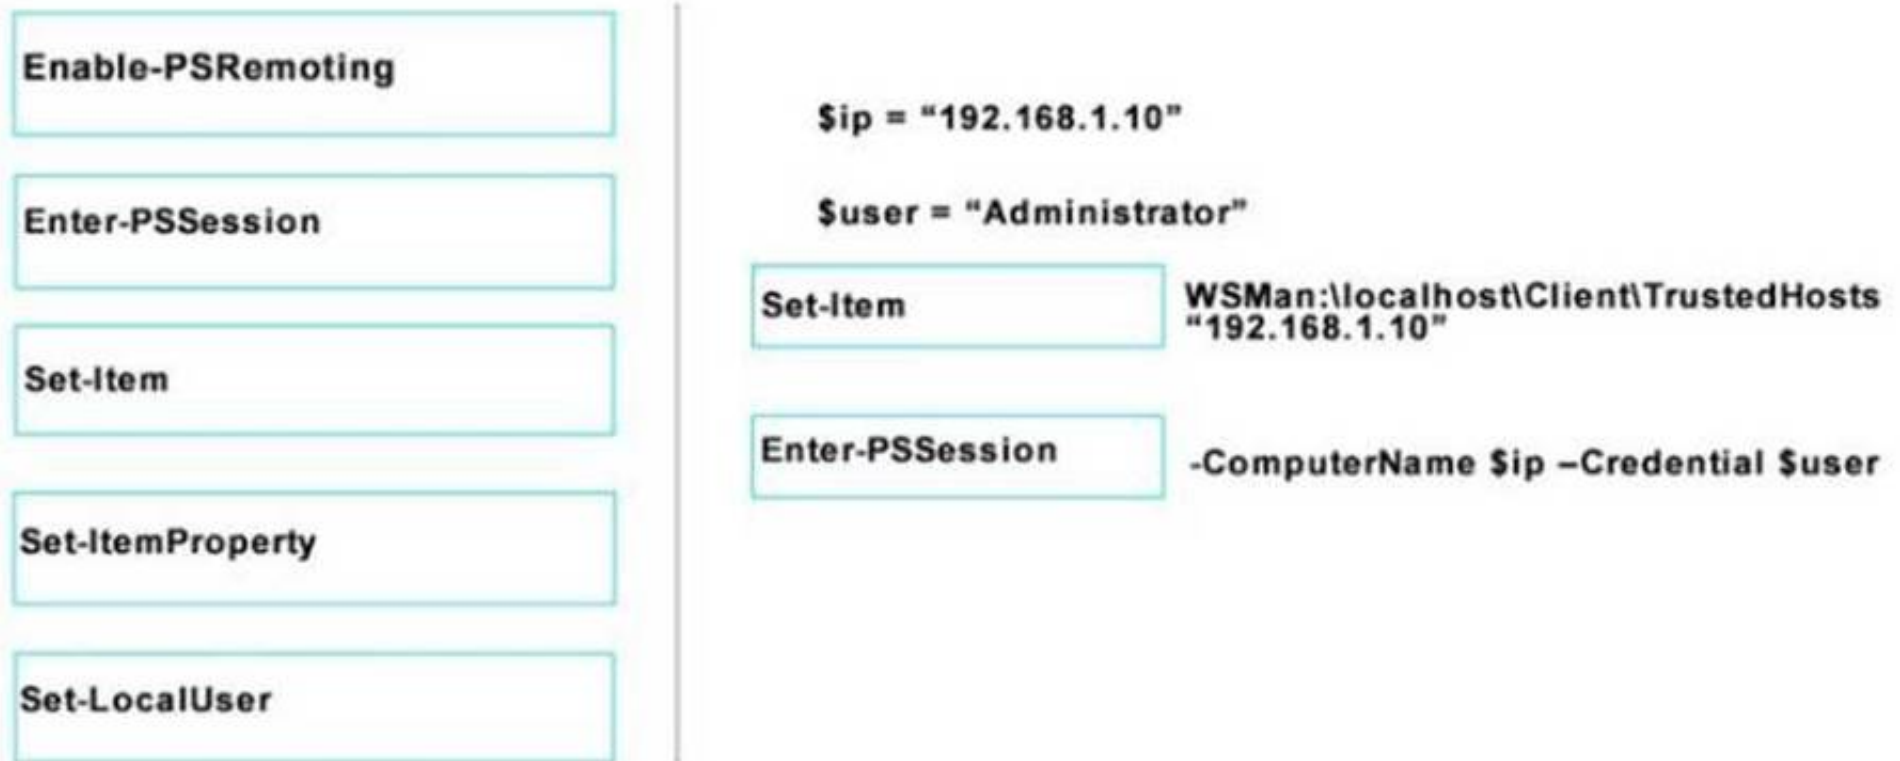 Enable-PSRemoting
Enter-PSSession
Set-Item
Set-ItemProperty
Set-LocalUser
$ip = “192.168.1.10”
$user = “Administrator”
Set-Item WSMan:\localhost\Client\TrustedHosts
“192.168.1.10”
Enter-PSSession -ComputerName $ip –Credential $user